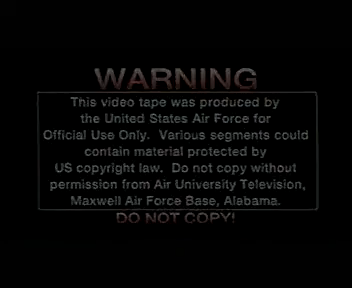 WARNING
This video tape was produced by
the United States Air Force for
Official Use Only. Various segments could
contain material protected by
US copyright law. Do not copy without
permission from Air University Television,
Maxwell Air Force Base, Alabama.
DO NOT COPY!